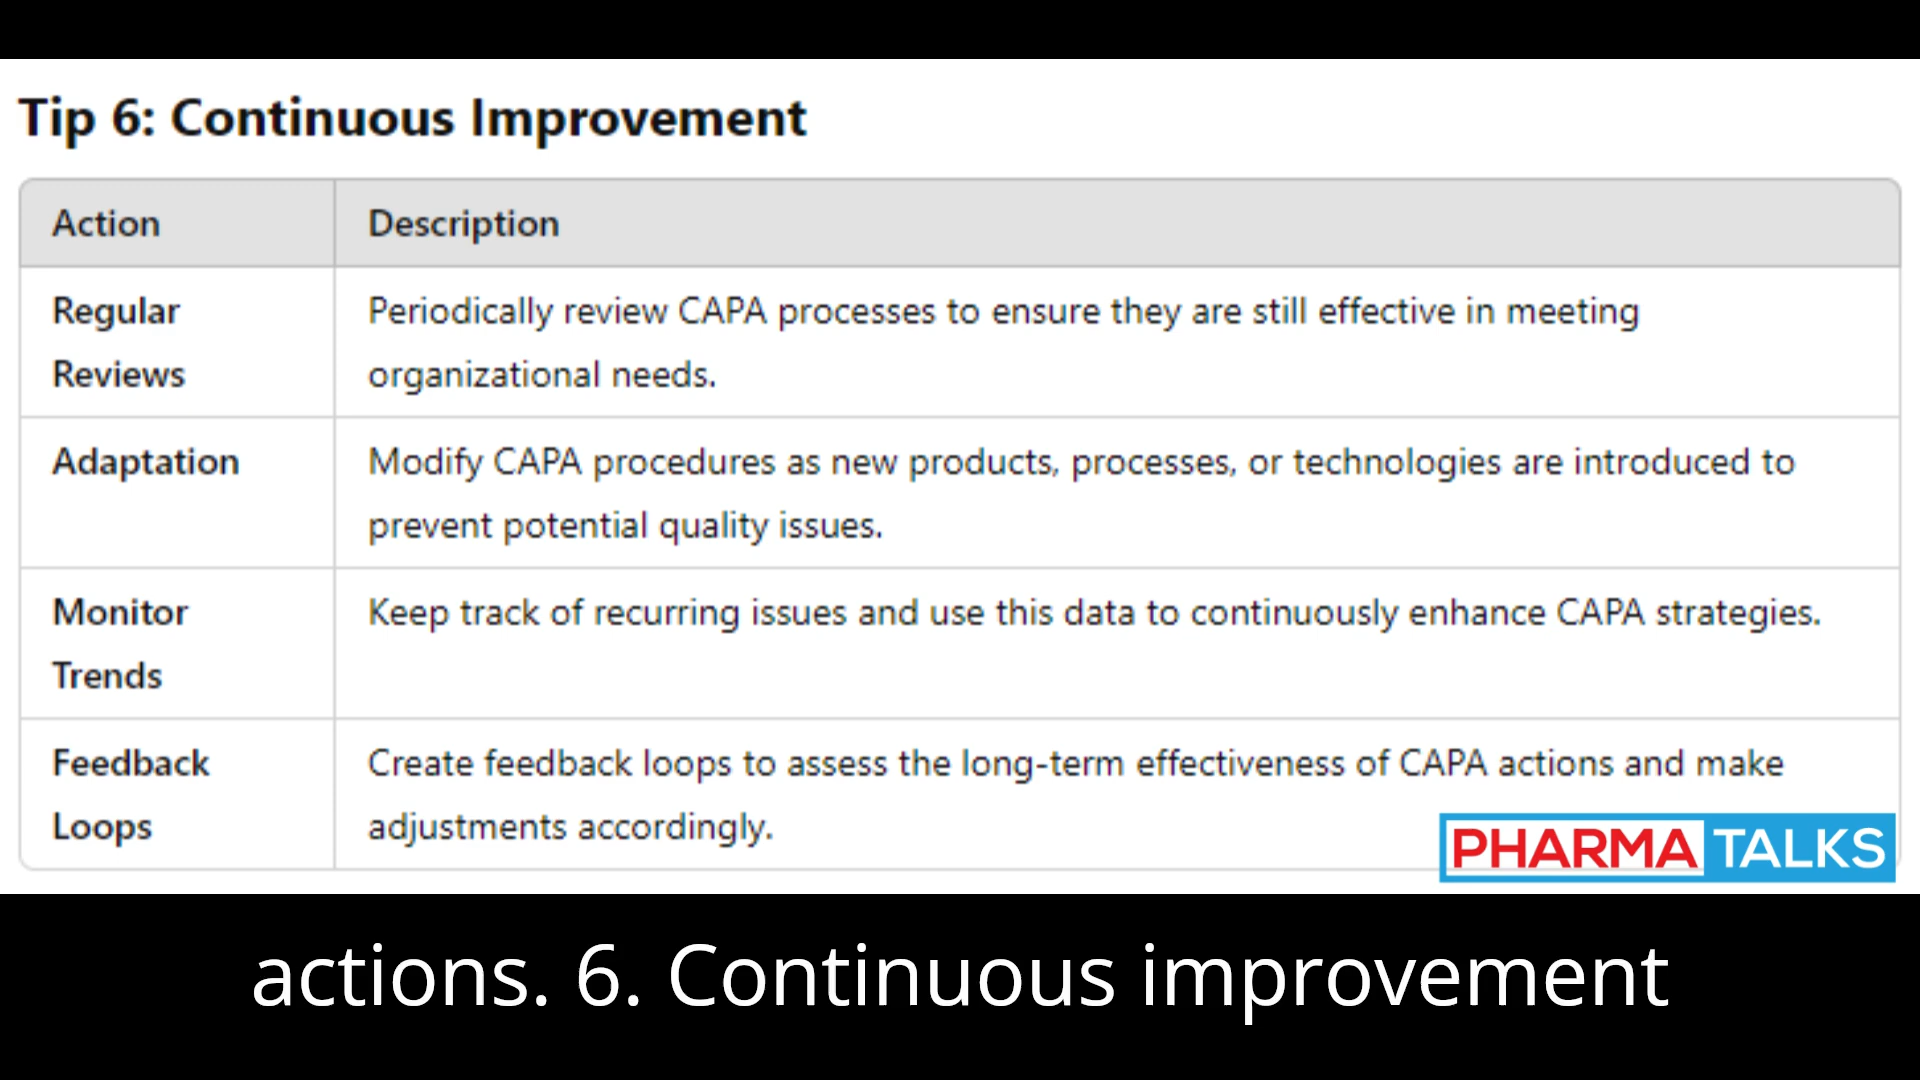 Tip 6: Continuous Improvement
Action Description
Regular Reviews Periodically review CAPA processes to ensure they are still effective in meeting
organizational needs.
Adaptation Modify CAPA procedures as new products, processes, or technologies are introduced to
prevent potential quality issues.
Monitor Trends Keep track of recurring issues and use this data to continuously enhance CAPA strategies.
Feedback Loops Create feedback loops to assess the long-term effectiveness of CAPA actions and make
adjustments accordingly.
PHARMA TALKS
actions. 6. Continuous improvement